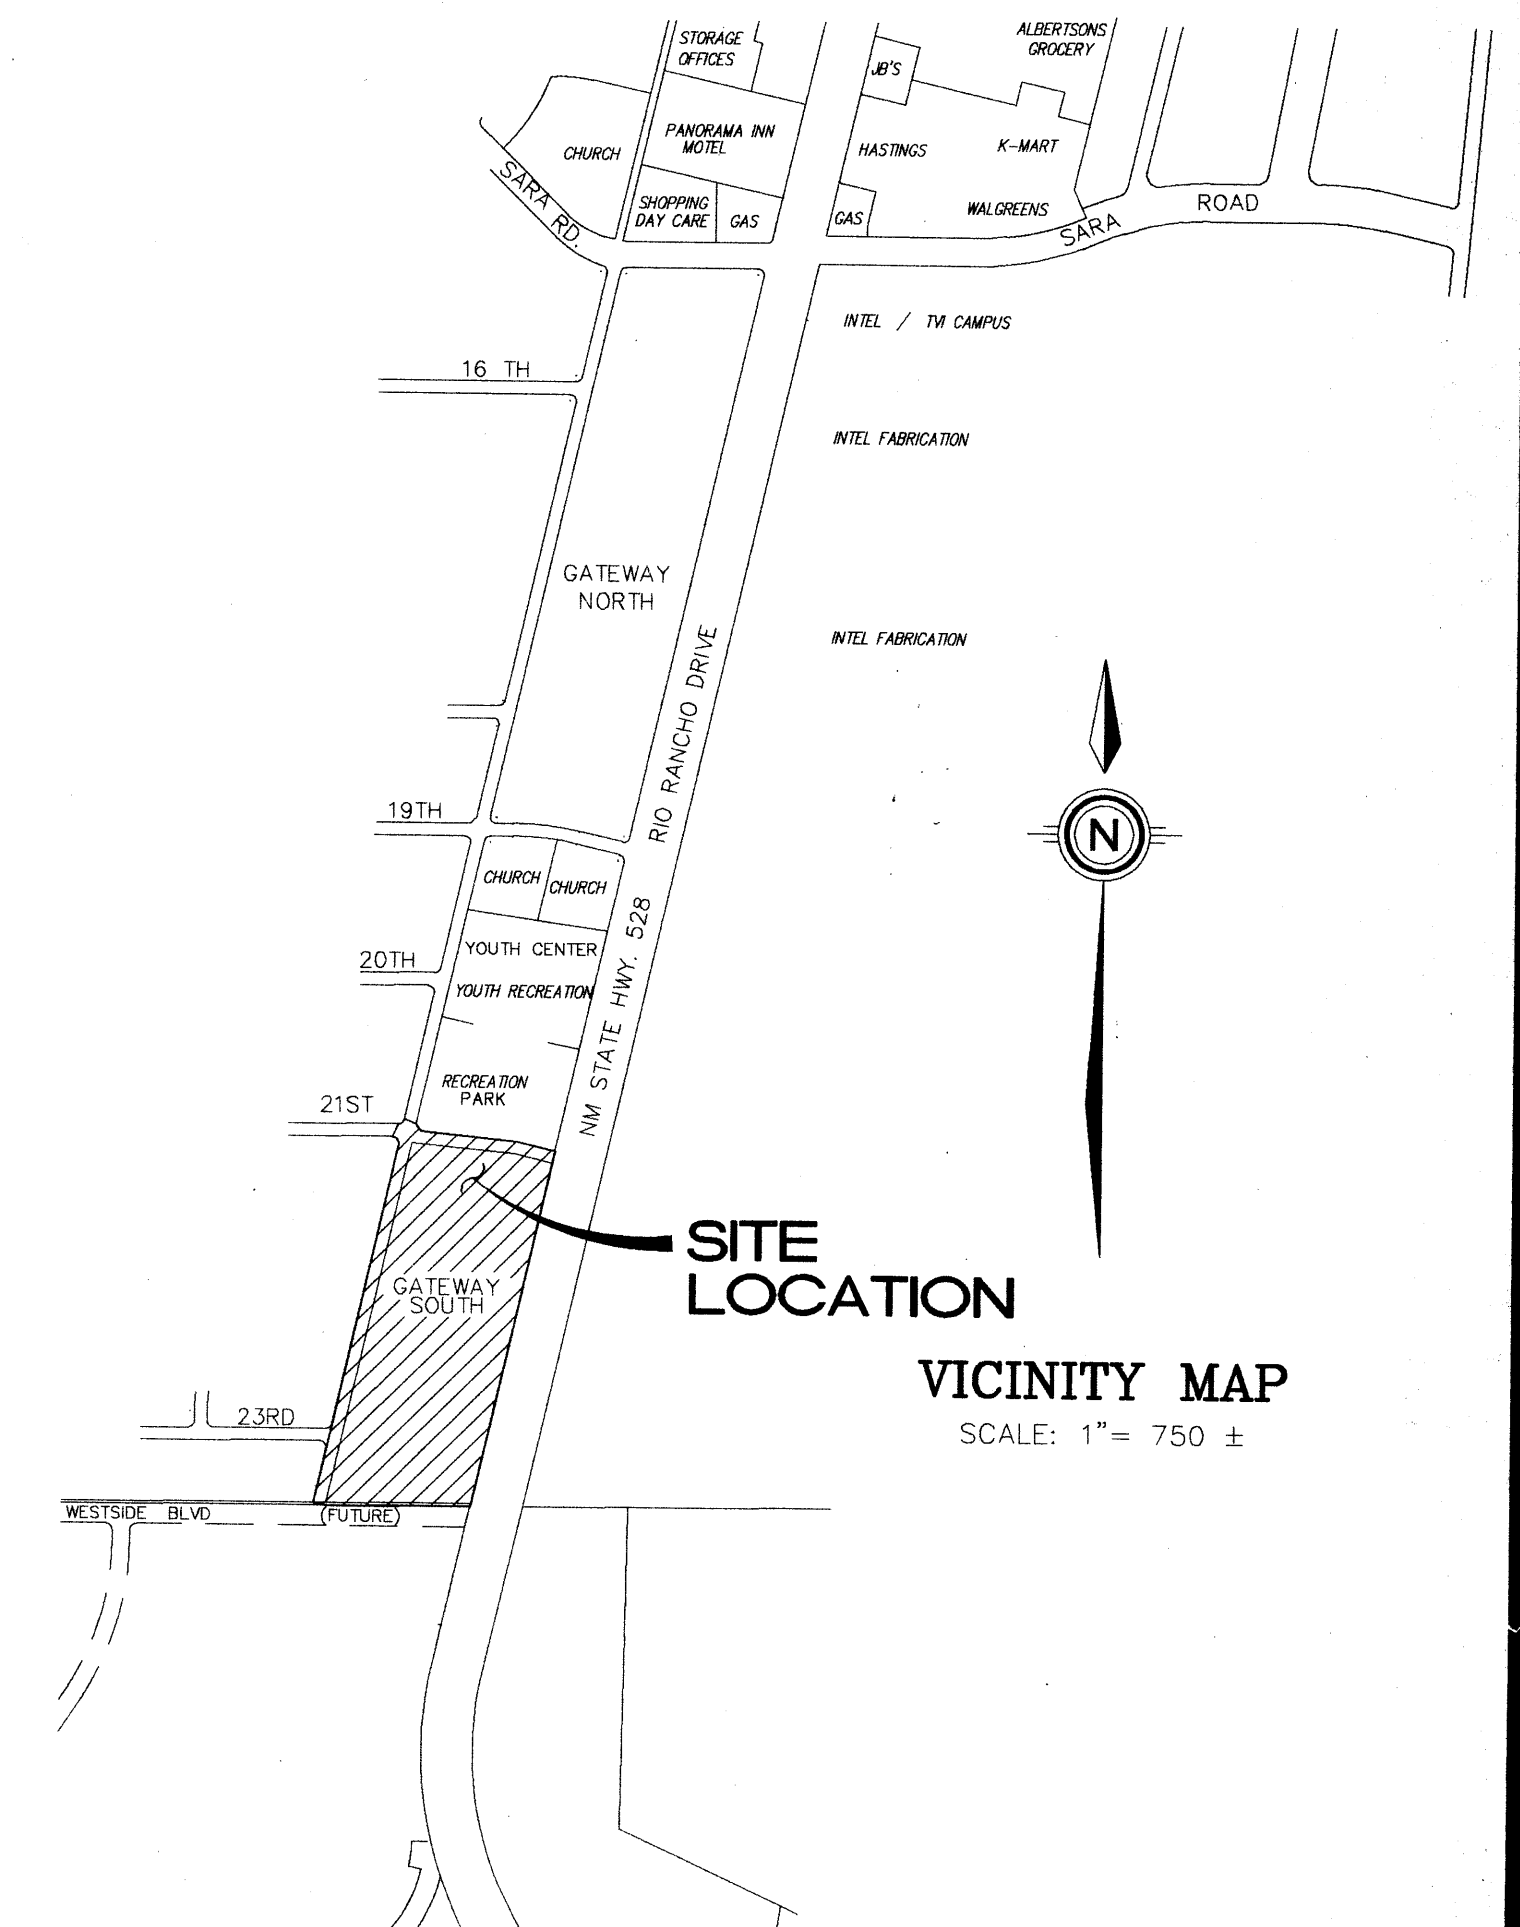 ALBERTSONS
GROCERY
STORAGE
OFFICES
JB'S
PANORAMA INN
MOTEL
CHURCH
HASTINGS
K-MART
SARA RD.
SHOPPING
DAY CARE
GAS
GAS
WALGREENS
SARA
ROAD
INTEL / TVI CAMPUS
16 TH
INTEL FABRICATION
GATEWAY
NORTH
INTEL FABRICATION
RIO RANCHO DRIVE
19TH
N
CHURCH
CHURCH
NM STATE HWY. 528
YOUTH CENTER
20TH
YOUTH RECREATION
RECREATION
PARK
21ST
SITE
LOCATION
GATEWAY
SOUTH
VICINITY MAP
23RD
SCALE: 1"= 750 ±
WESTSIDE BLVD
(FUTURE)